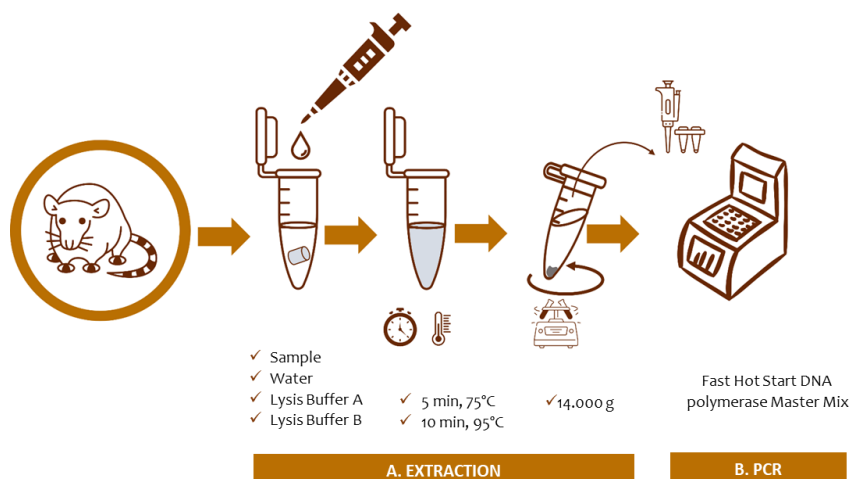 ✓ Sample
✓ Water
✓ Lysis Buffer A
✓ Lysis Buffer B
✓ 5 min, 75°C
✓ 10 min, 95°C
✓14.000 g
Fast Hot Start DNA
polymerase Master Mix
A. EXTRACTION
B. PCR